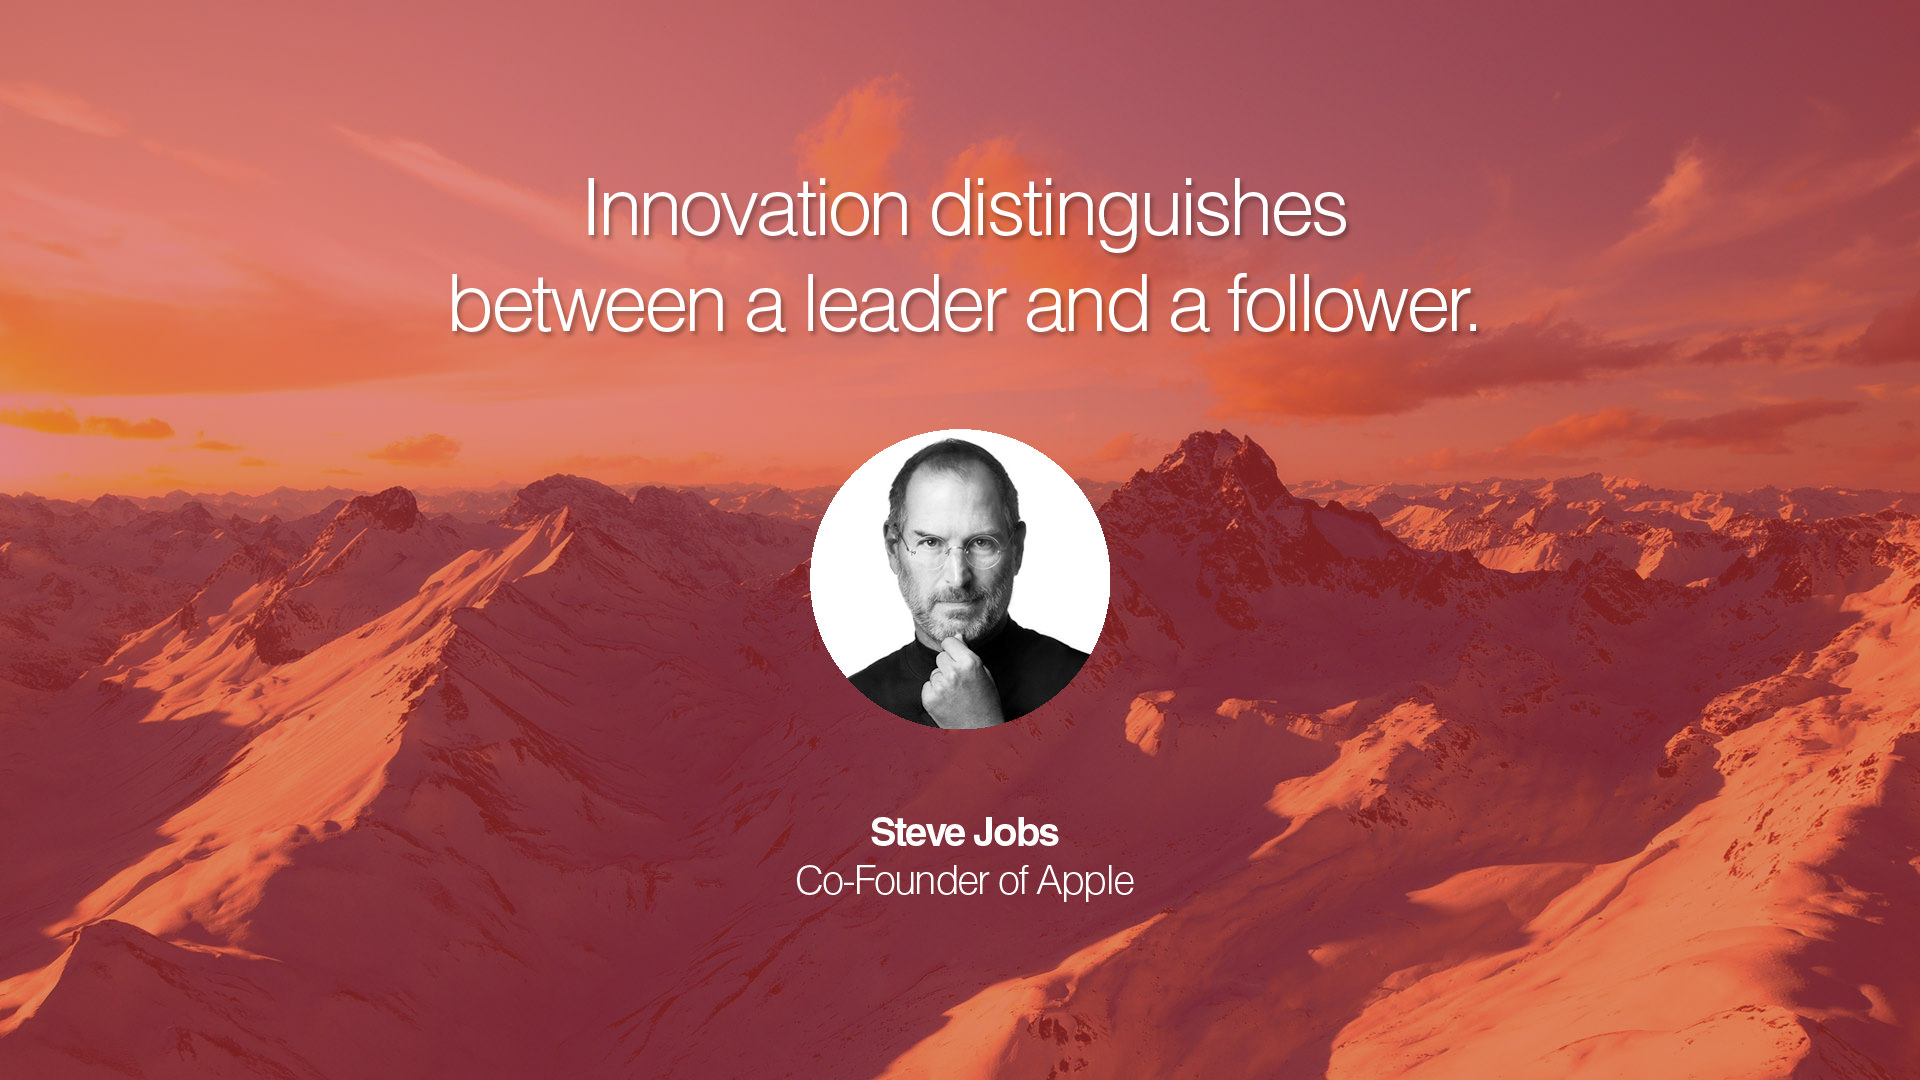 Innovation distinguishes
between a leader and a follower.
Steve Jobs
Co-Founder of Apple